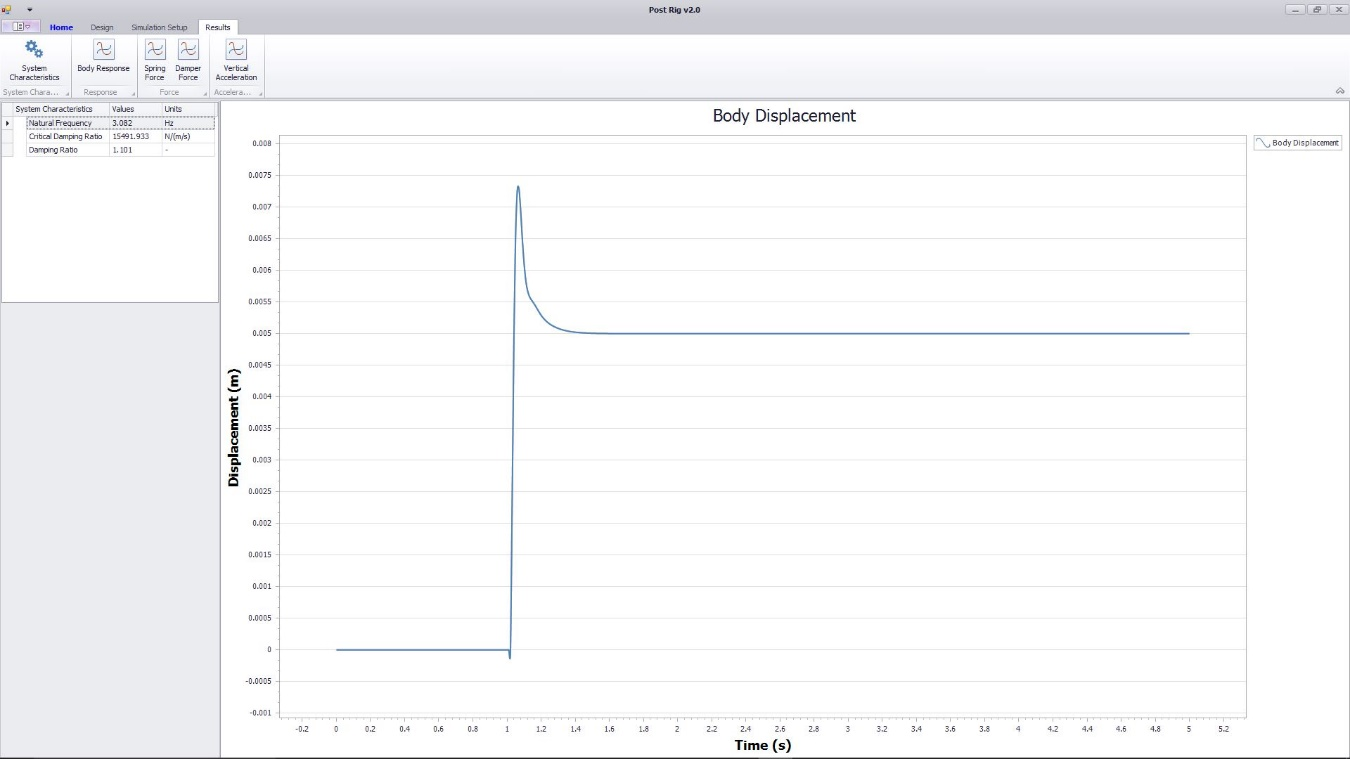 Post Rig v2.0
Home Design Simulation Setup Results
System Characteristics
Body Response
Spring Force
Damper Force
Vertical Acceleration
System Chara... Response Force Accelera...
System Characteristics Values Units
Natural Frequency 3.082 Hz
Critical Damping Ratio 15491.933 N/(m/s)
Damping Ratio 1.101 -
Body Displacement
Body Displacement
0.008
0.0075
0.007
0.0065
0.006
0.0055
0.005
0.0045
0.004
0.0035
0.003
0.0025
0.002
0.0015
0.001
0.0005
0
-0.0005
-0.001
Displacement (m)
-0.2 0 0.2 0.4 0.6 0.8 1 1.2 1.4 1.6 1.8 2 2.2 2.4 2.6 2.8 3 3.2 3.4 3.6 3.8 4 4.2 4.4 4.6 4.8 5 5.2
Time (s)